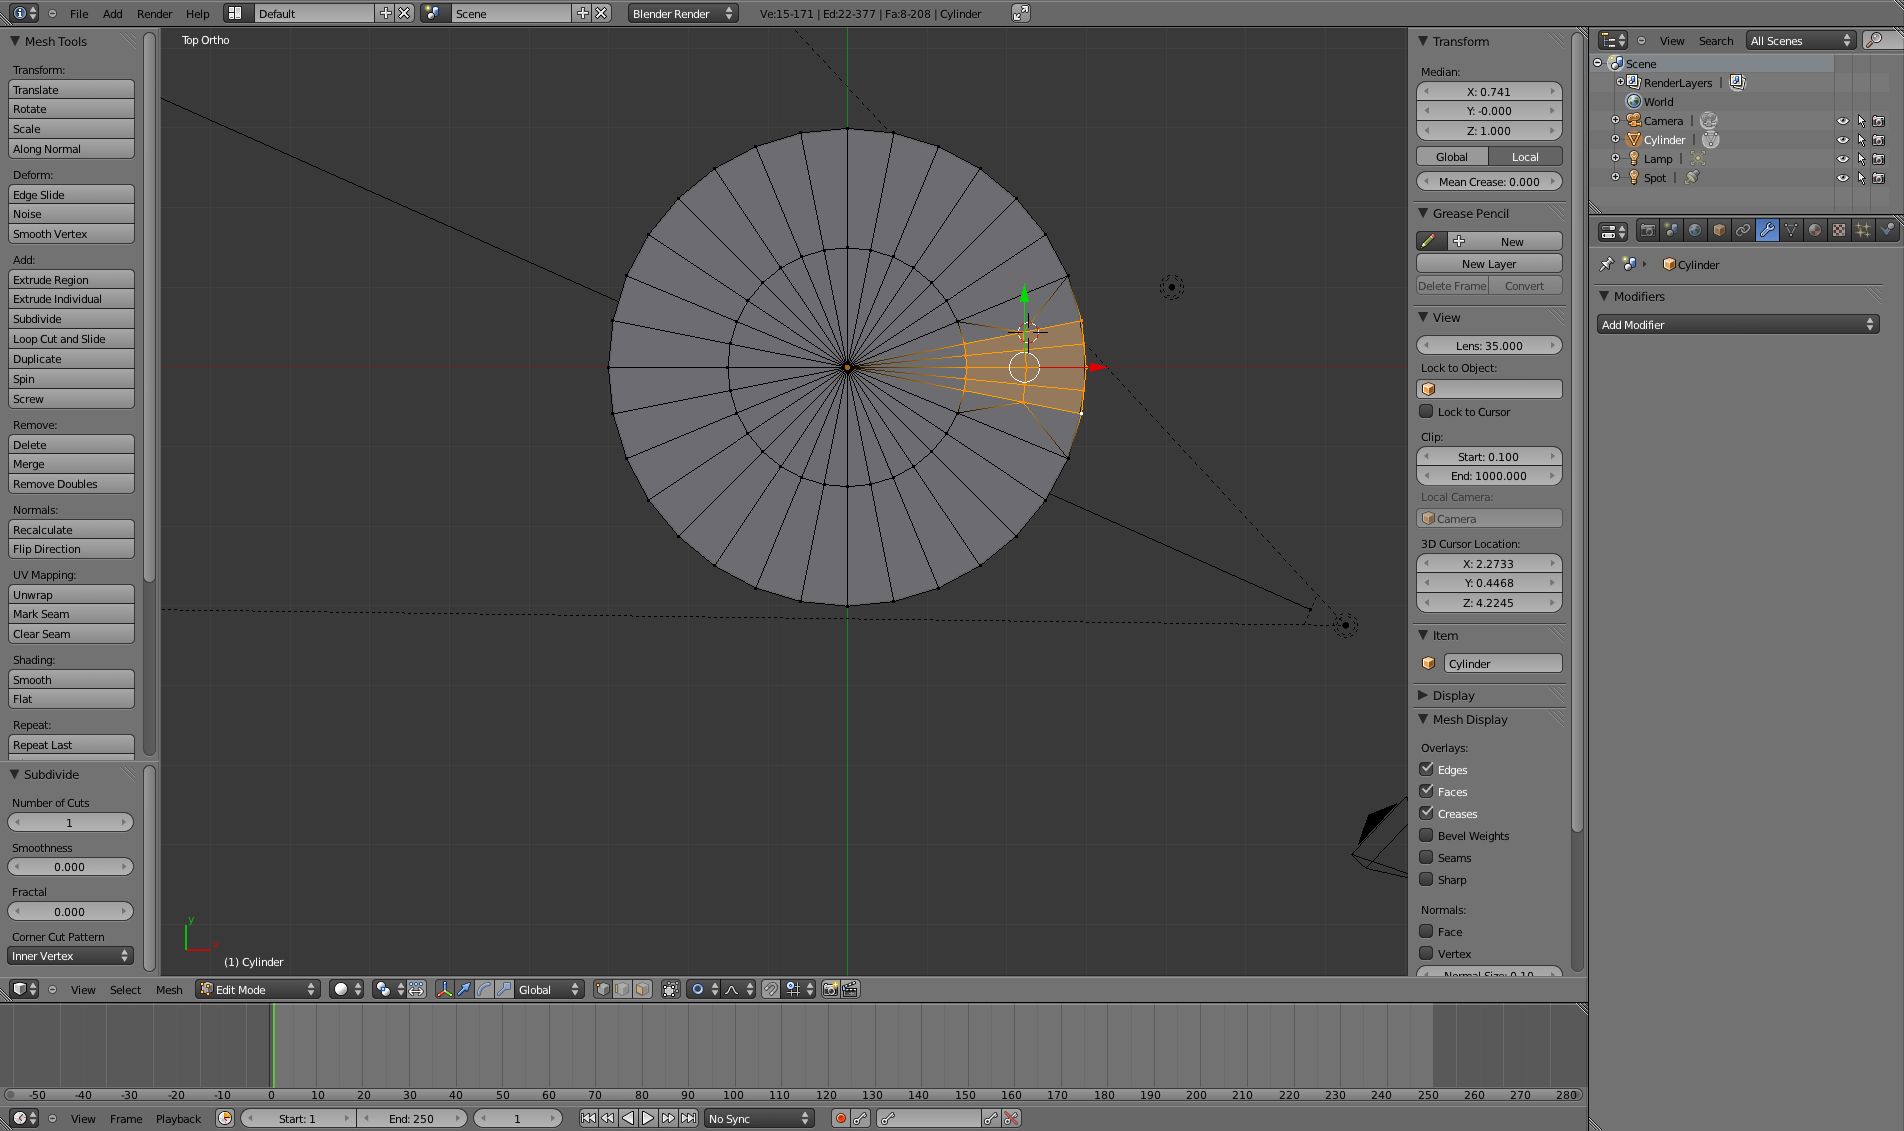 File Add Render Help Default Scene Blender Render Ve:15-171 | Ed:22-377 | Fa:8-208 | Cylinder
Mesh Tools
Transform:
Translate
Rotate
Scale
Along Normal
Deform:
Edge Slide
Noise
Smooth Vertex
Add:
Extrude Region
Extrude Individual
Subdivide
Loop Cut and Slide
Duplicate
Spin
Screw
Remove:
Delete
Merge
Remove Doubles
Normals:
Recalculate
Flip Direction
UV Mapping:
Unwrap
Mark Seam
Clear Seam
Shading:
Smooth
Flat
Repeat:
Repeat Last
Subdivide
Number of Cuts
1
Smoothness
0.000
Fractal
0.000
Corner Cut Pattern
Inner Vertex
Top Ortho
y
x
(1) Cylinder
Transform
Median:
X: 0.741
Y: -0.000
Z: 1.000
Global Local
Mean Crease: 0.000
Grease Pencil
New
New Layer
Delete Frame Convert
View
Lens: 35.000
Lock to Object:
Lock to Cursor
Clip:
Start: 0.100
End: 1000.000
Local Camera:
Camera
3D Cursor Location:
X: 2.2733
Y: 0.4468
Z: 4.2245
Item
Cylinder
Display
Mesh Display
Overlays:
Edges
Faces
Creases
Bevel Weights
Seams
Sharp
Normals:
Face
Vertex
Normal Size: 0.10
View Search All Scenes
Scene
RenderLayers |
World
Camera |
Cylinder |
Lamp |
Spot |
Cylinder
Modifiers
Add Modifier
View Select Mesh Edit Mode Global
-50 -40 -30 -20 -10 0 10 20 30 40 50 60 70 80 90 100 110 120 130 140 150 160 170 180 190 200 210 220 230 240 250 260 270 280
View Frame Playback Start: 1 End: 250 1 No Sync